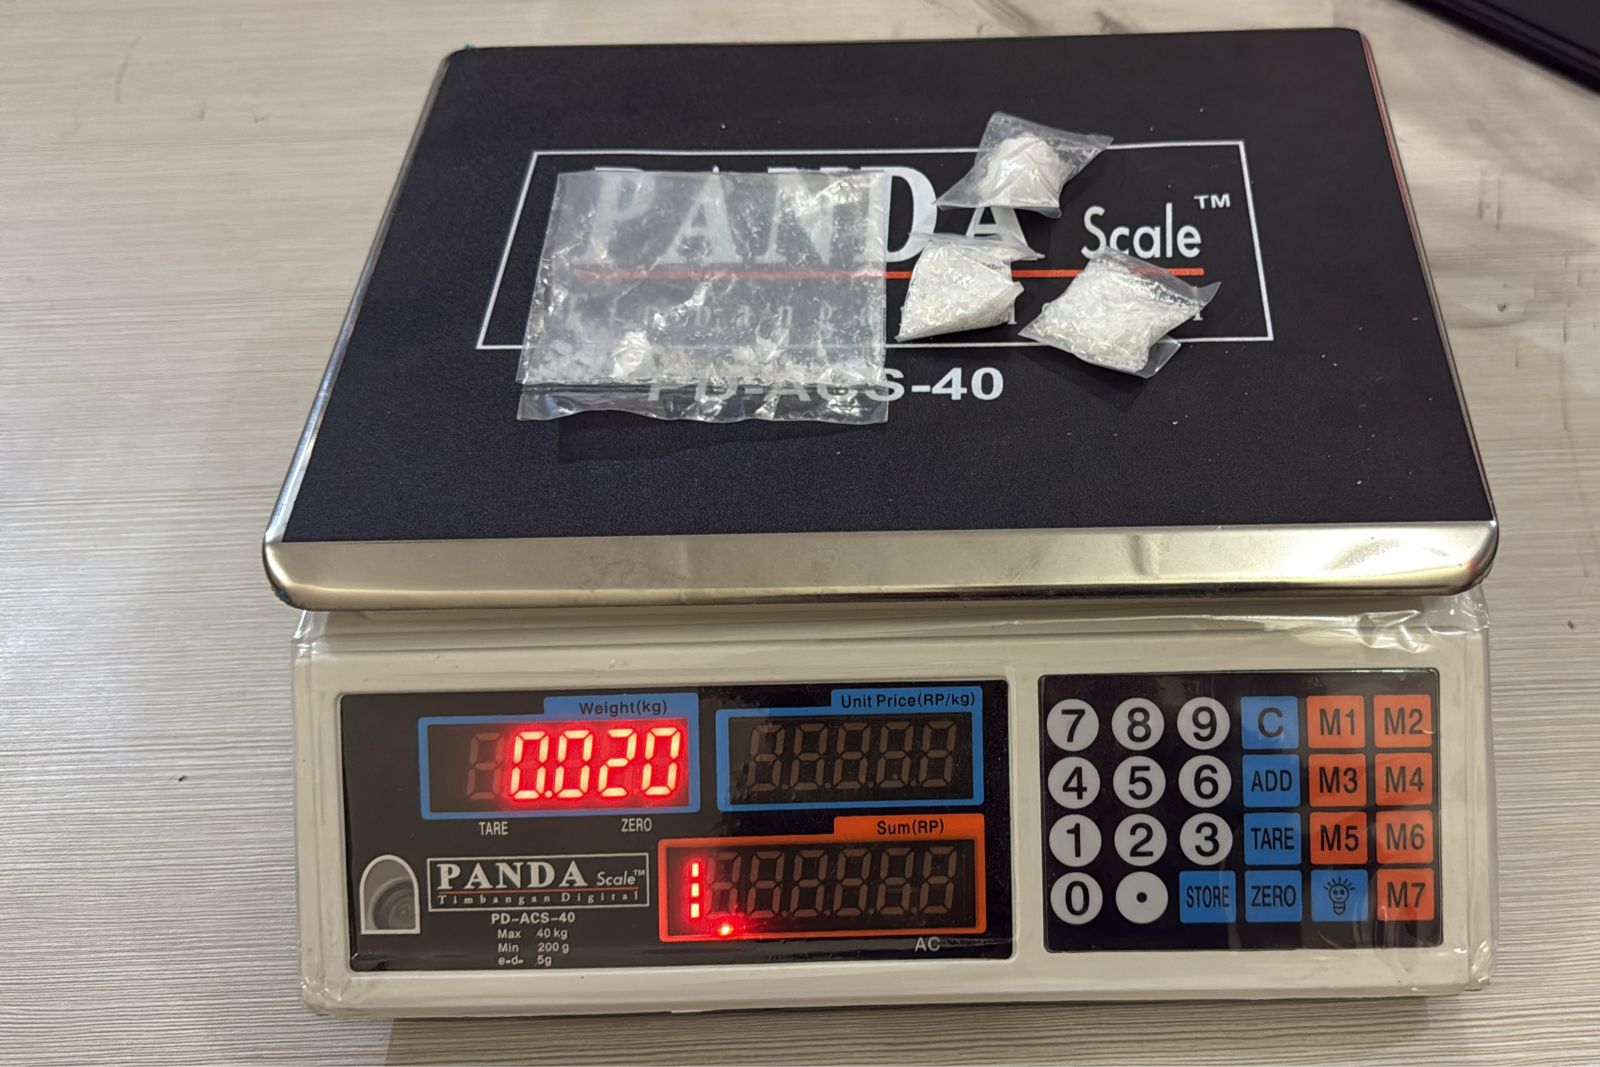 PANDA Scale™
PD-ACS-40
Weight(kg)
Unit Price(RP/kg)
0.020
TARE
ZERO
Sum(RP)
PANDA Scale™
Timbangan Digital
PD-ACS-40
Max 40 kg
Min 200 g
e=d= 5g
AC
7 8 9 C M1 M2
4 5 6 ADD M3 M4
1 2 3 TARE M5 M6
0 . STORE ZERO M7